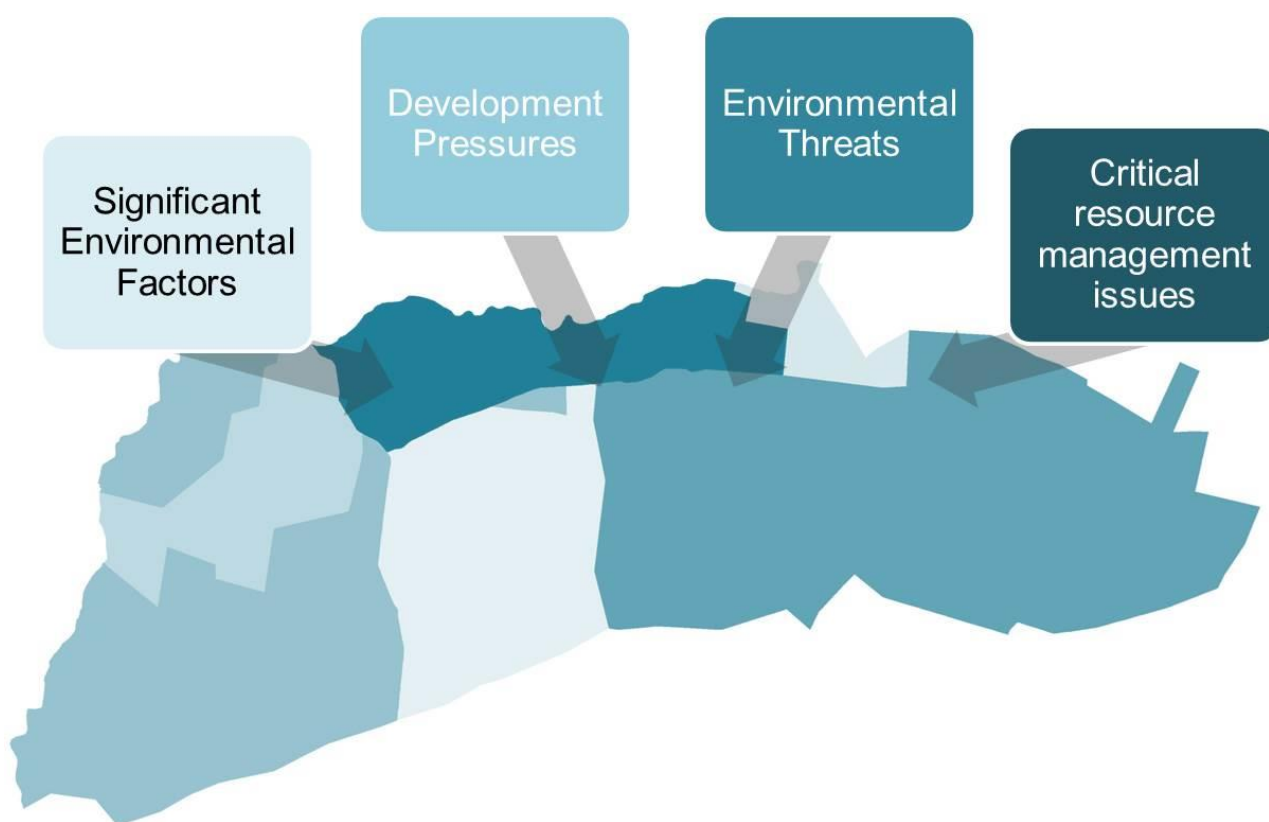 Significant
Environmental
Factors
Development
Pressures
Environmental
Threats
Critical
resource
management
issues